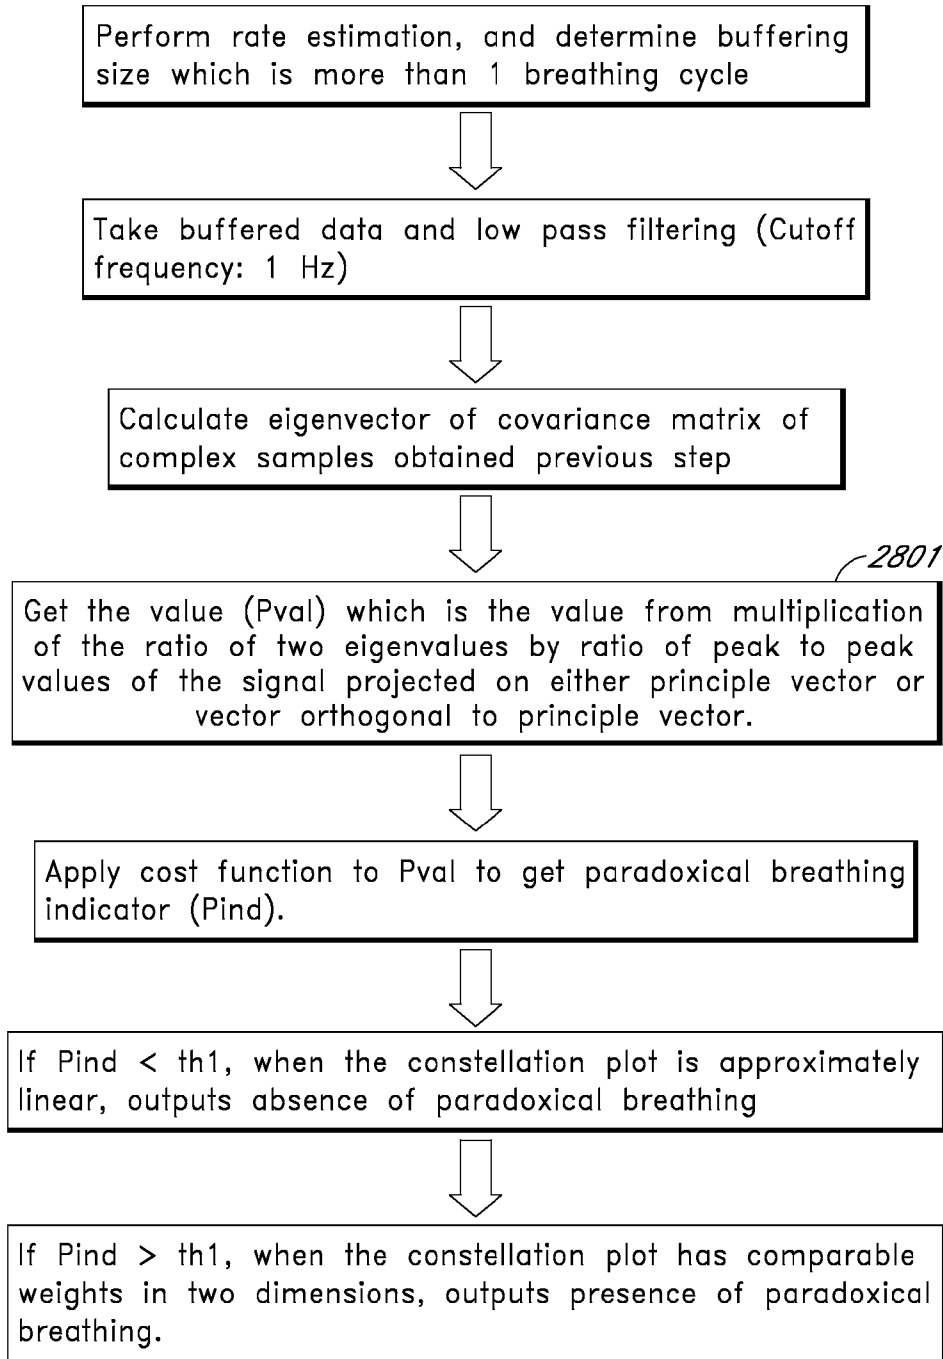 Perform rate estimation, and determine buffering
size which is more than 1 breathing cycle
Take buffered data and low pass filtering (Cutoff
frequency: 1 Hz)
Calculate eigenvector of covariance matrix of
complex samples obtained previous step
2801
Get the value (Pval) which is the value from multiplication
of the ratio of two eigenvalues by ratio of peak to peak
values of the signal projected on either principle vector or
vector orthogonal to principle vector.
Apply cost function to Pval to get paradoxical breathing
indicator (Pind).
If Pind < th1, when the constellation plot is approximately
linear, outputs absence of paradoxical breathing
If Pind > th1, when the constellation plot has comparable
weights in two dimensions, outputs presence of paradoxical
breathing.